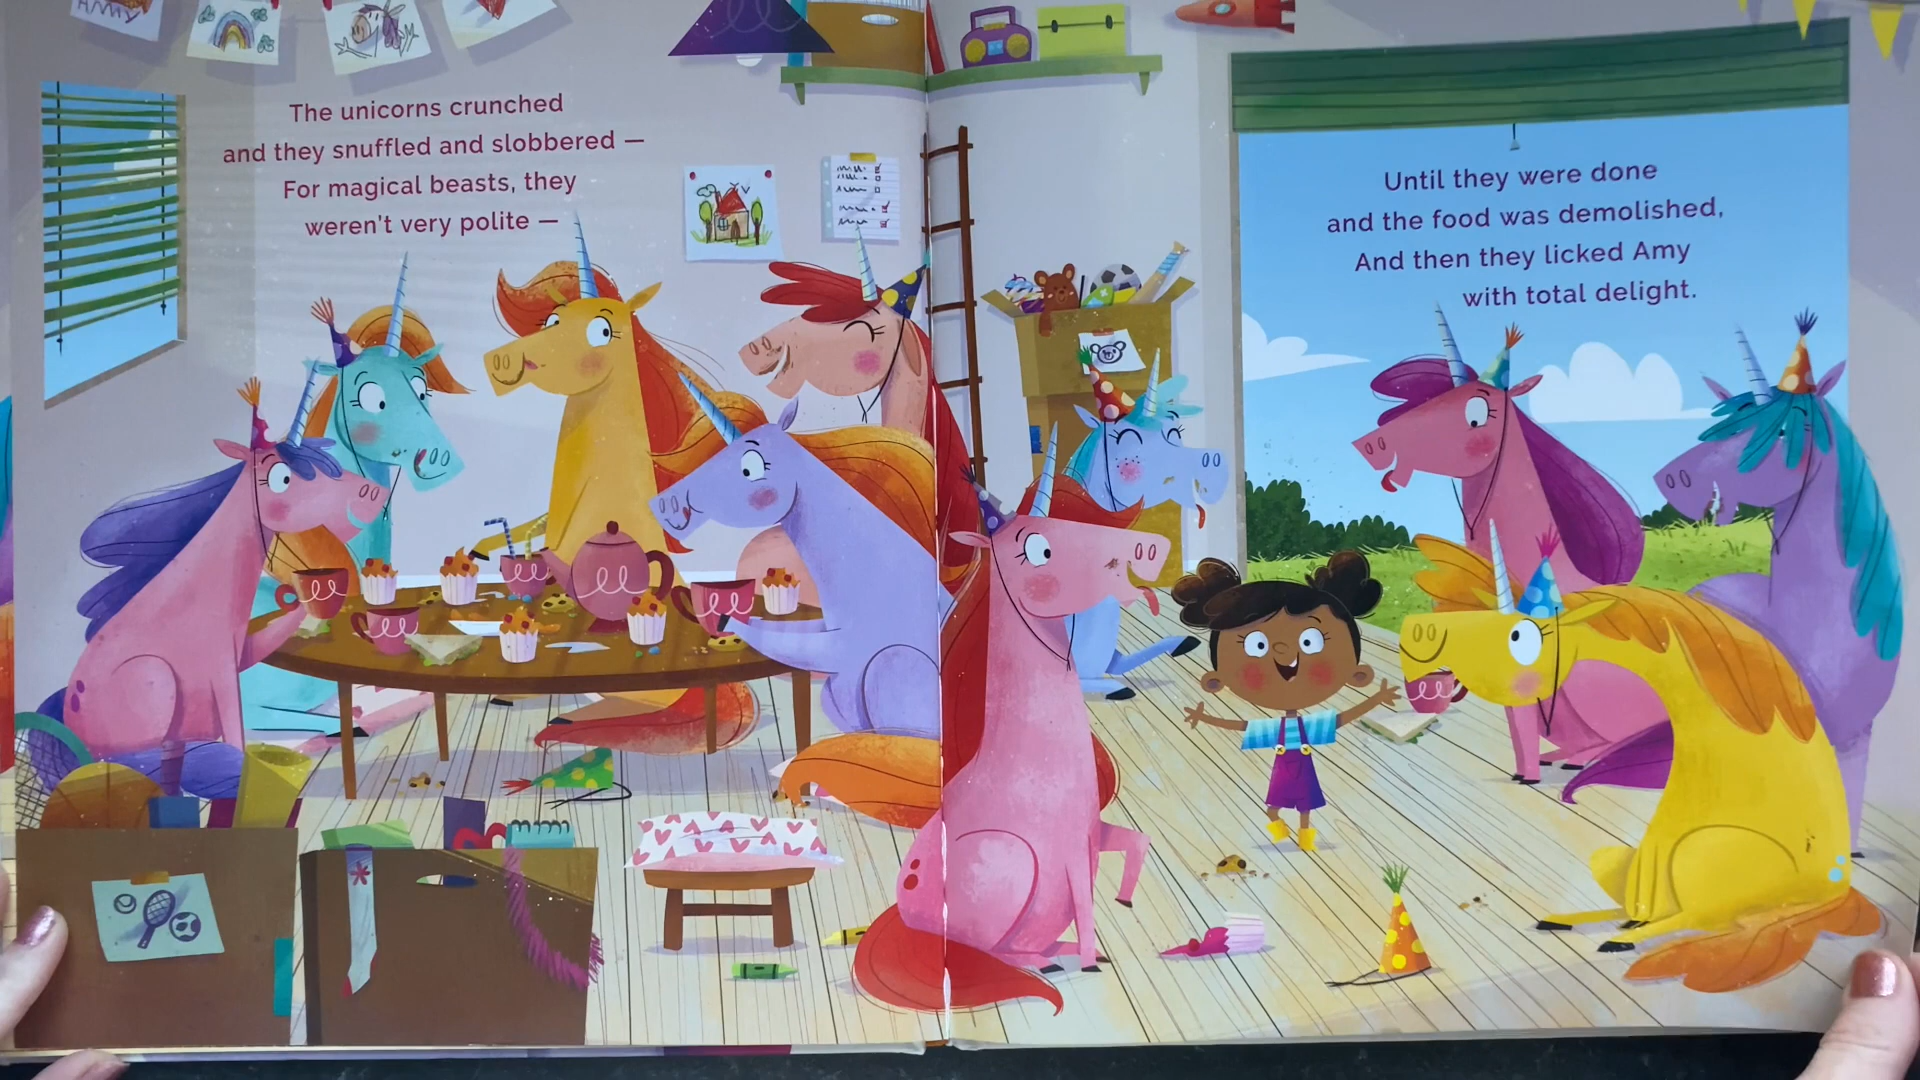 The unicorns crunched
and they snuffled and slobbered —
For magical beasts, they
weren't very polite —
Until they were done
and the food was demolished,
And then they licked Amy
with total delight.